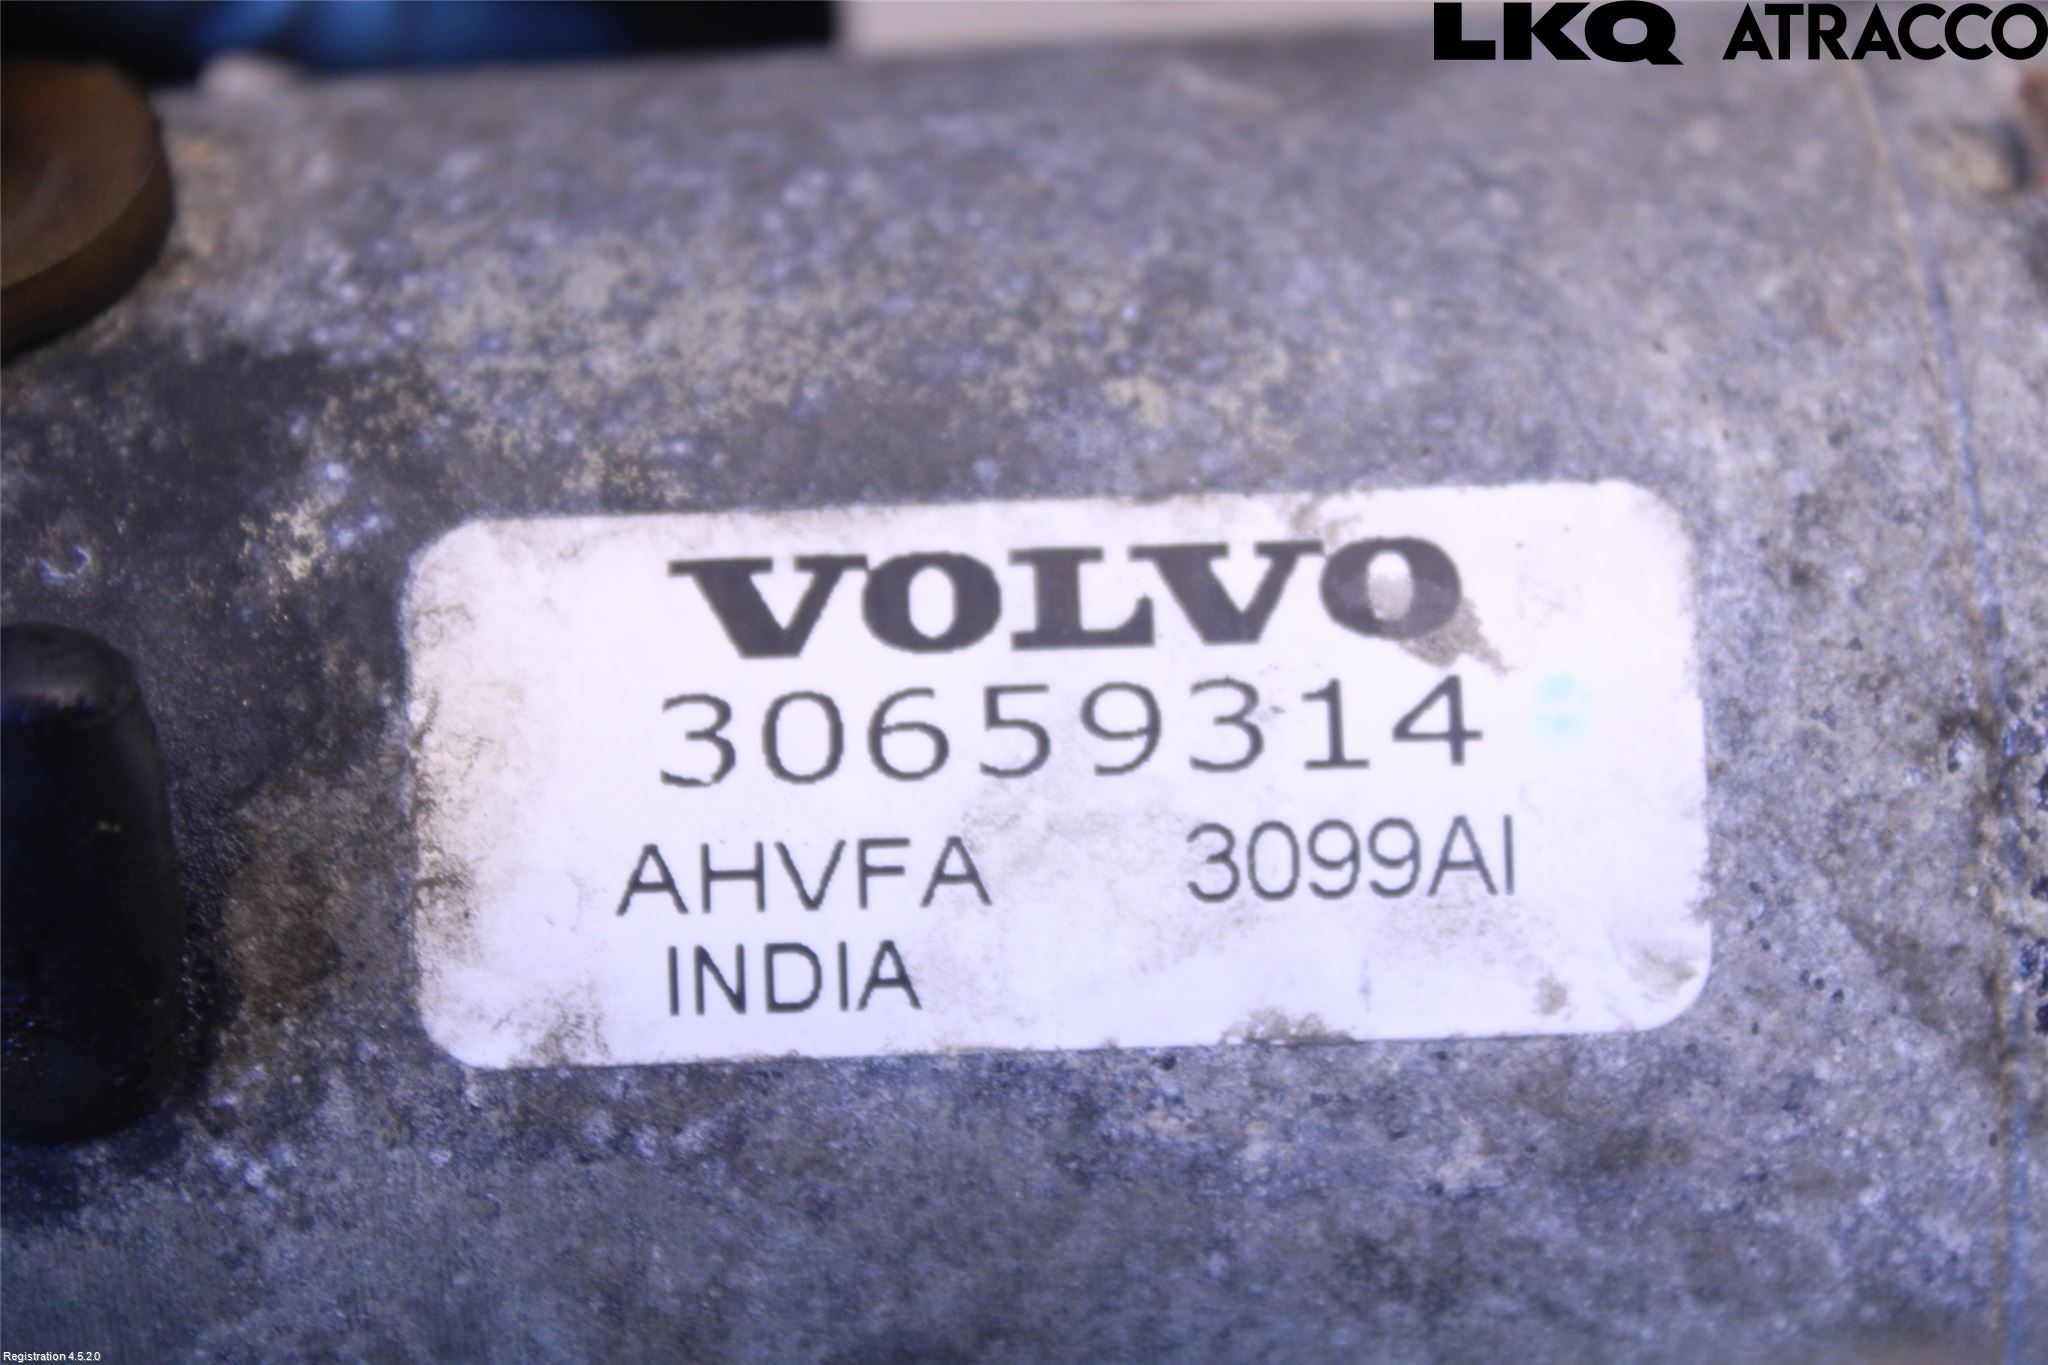 LKQ ATRACCO
VOLVO
30659314
AHVFA 3099AI
INDIA
Registration 4.5.2.0